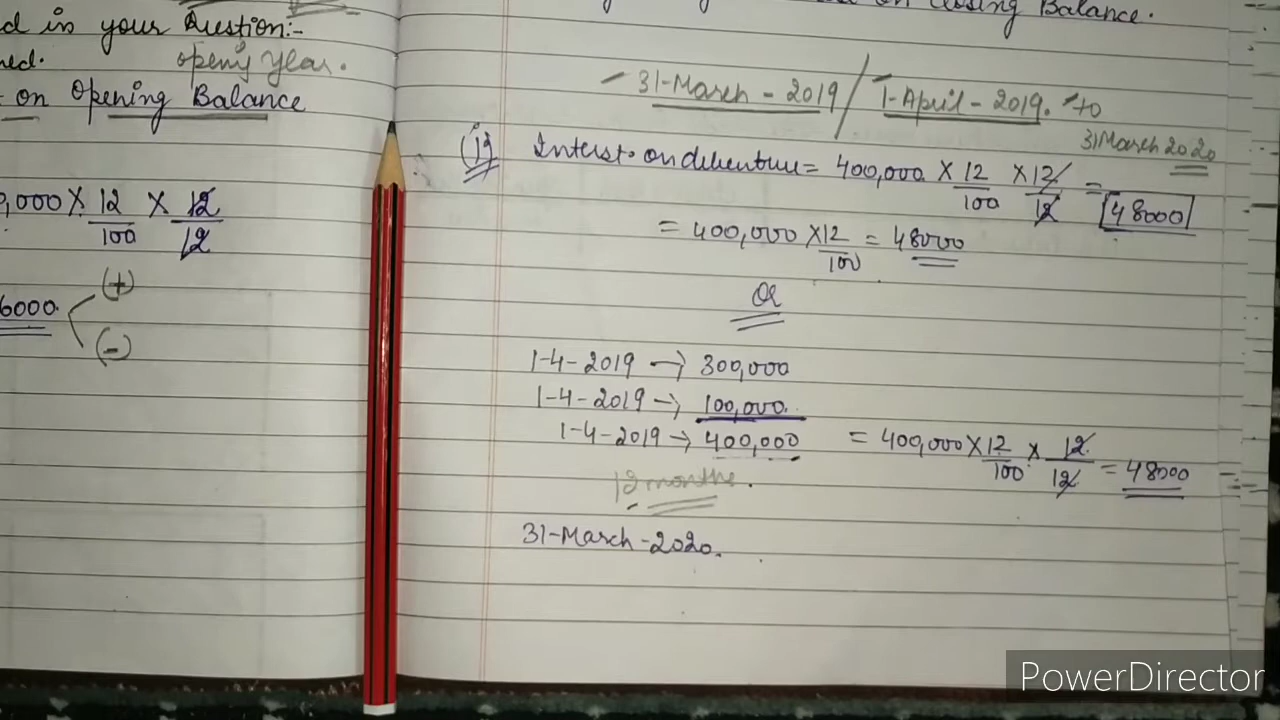 d in your Question:-
ned. openig Year.
on Opening Balance
0,000 × 12/100 × 12/12
6000 (+)
(-)
on Closing Balance.
- 31-March-2019 / 1-April-2019. to
31 March 2020
(i) Interst on debenture = 400,000 × 12/100 × 12/12 = 48000
= 400,000 × 12/100 = 48000
OR
1-4-2019 → 300,000
1-4-2019 → 100,000
1-4-2019 → 400,000 = 400,000 × 12/100 × 12/12 = 48000
12 months.
31-March-2020.
PowerDirector